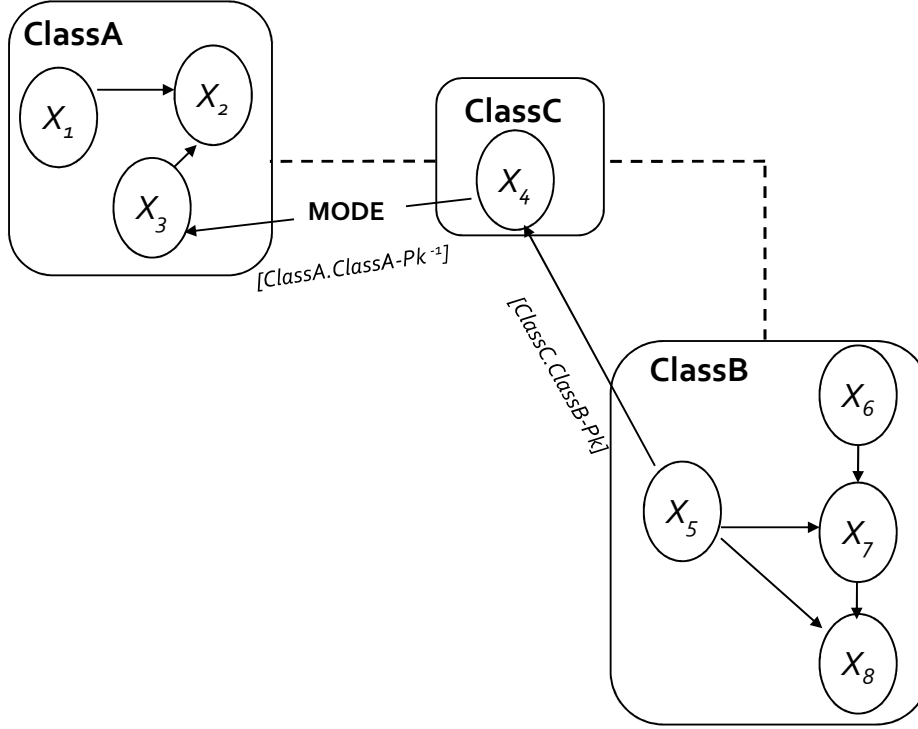 ClassA
X₁
X₂
X₃
ClassC
X₄
MODE
[ClassA.ClassA-Pk⁻¹]
[ClassC.ClassB-Pk]
ClassB
X₆
X₅
X₇
X₈